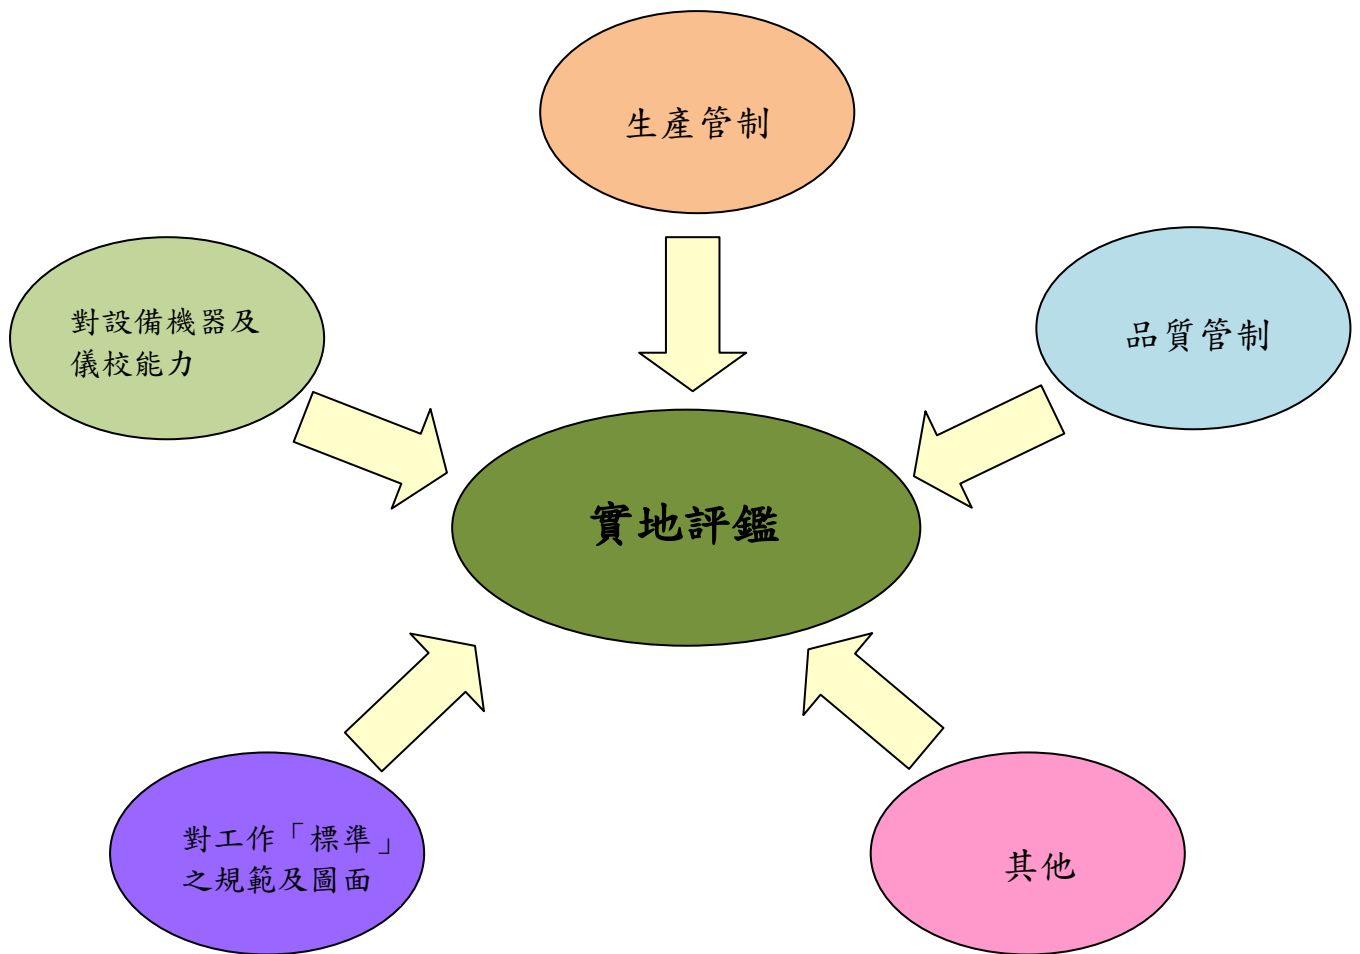 生產管制
對設備機器及
儀校能力
品質管制
實地評鑑
對工作「標準」
之規範及圖面
其他